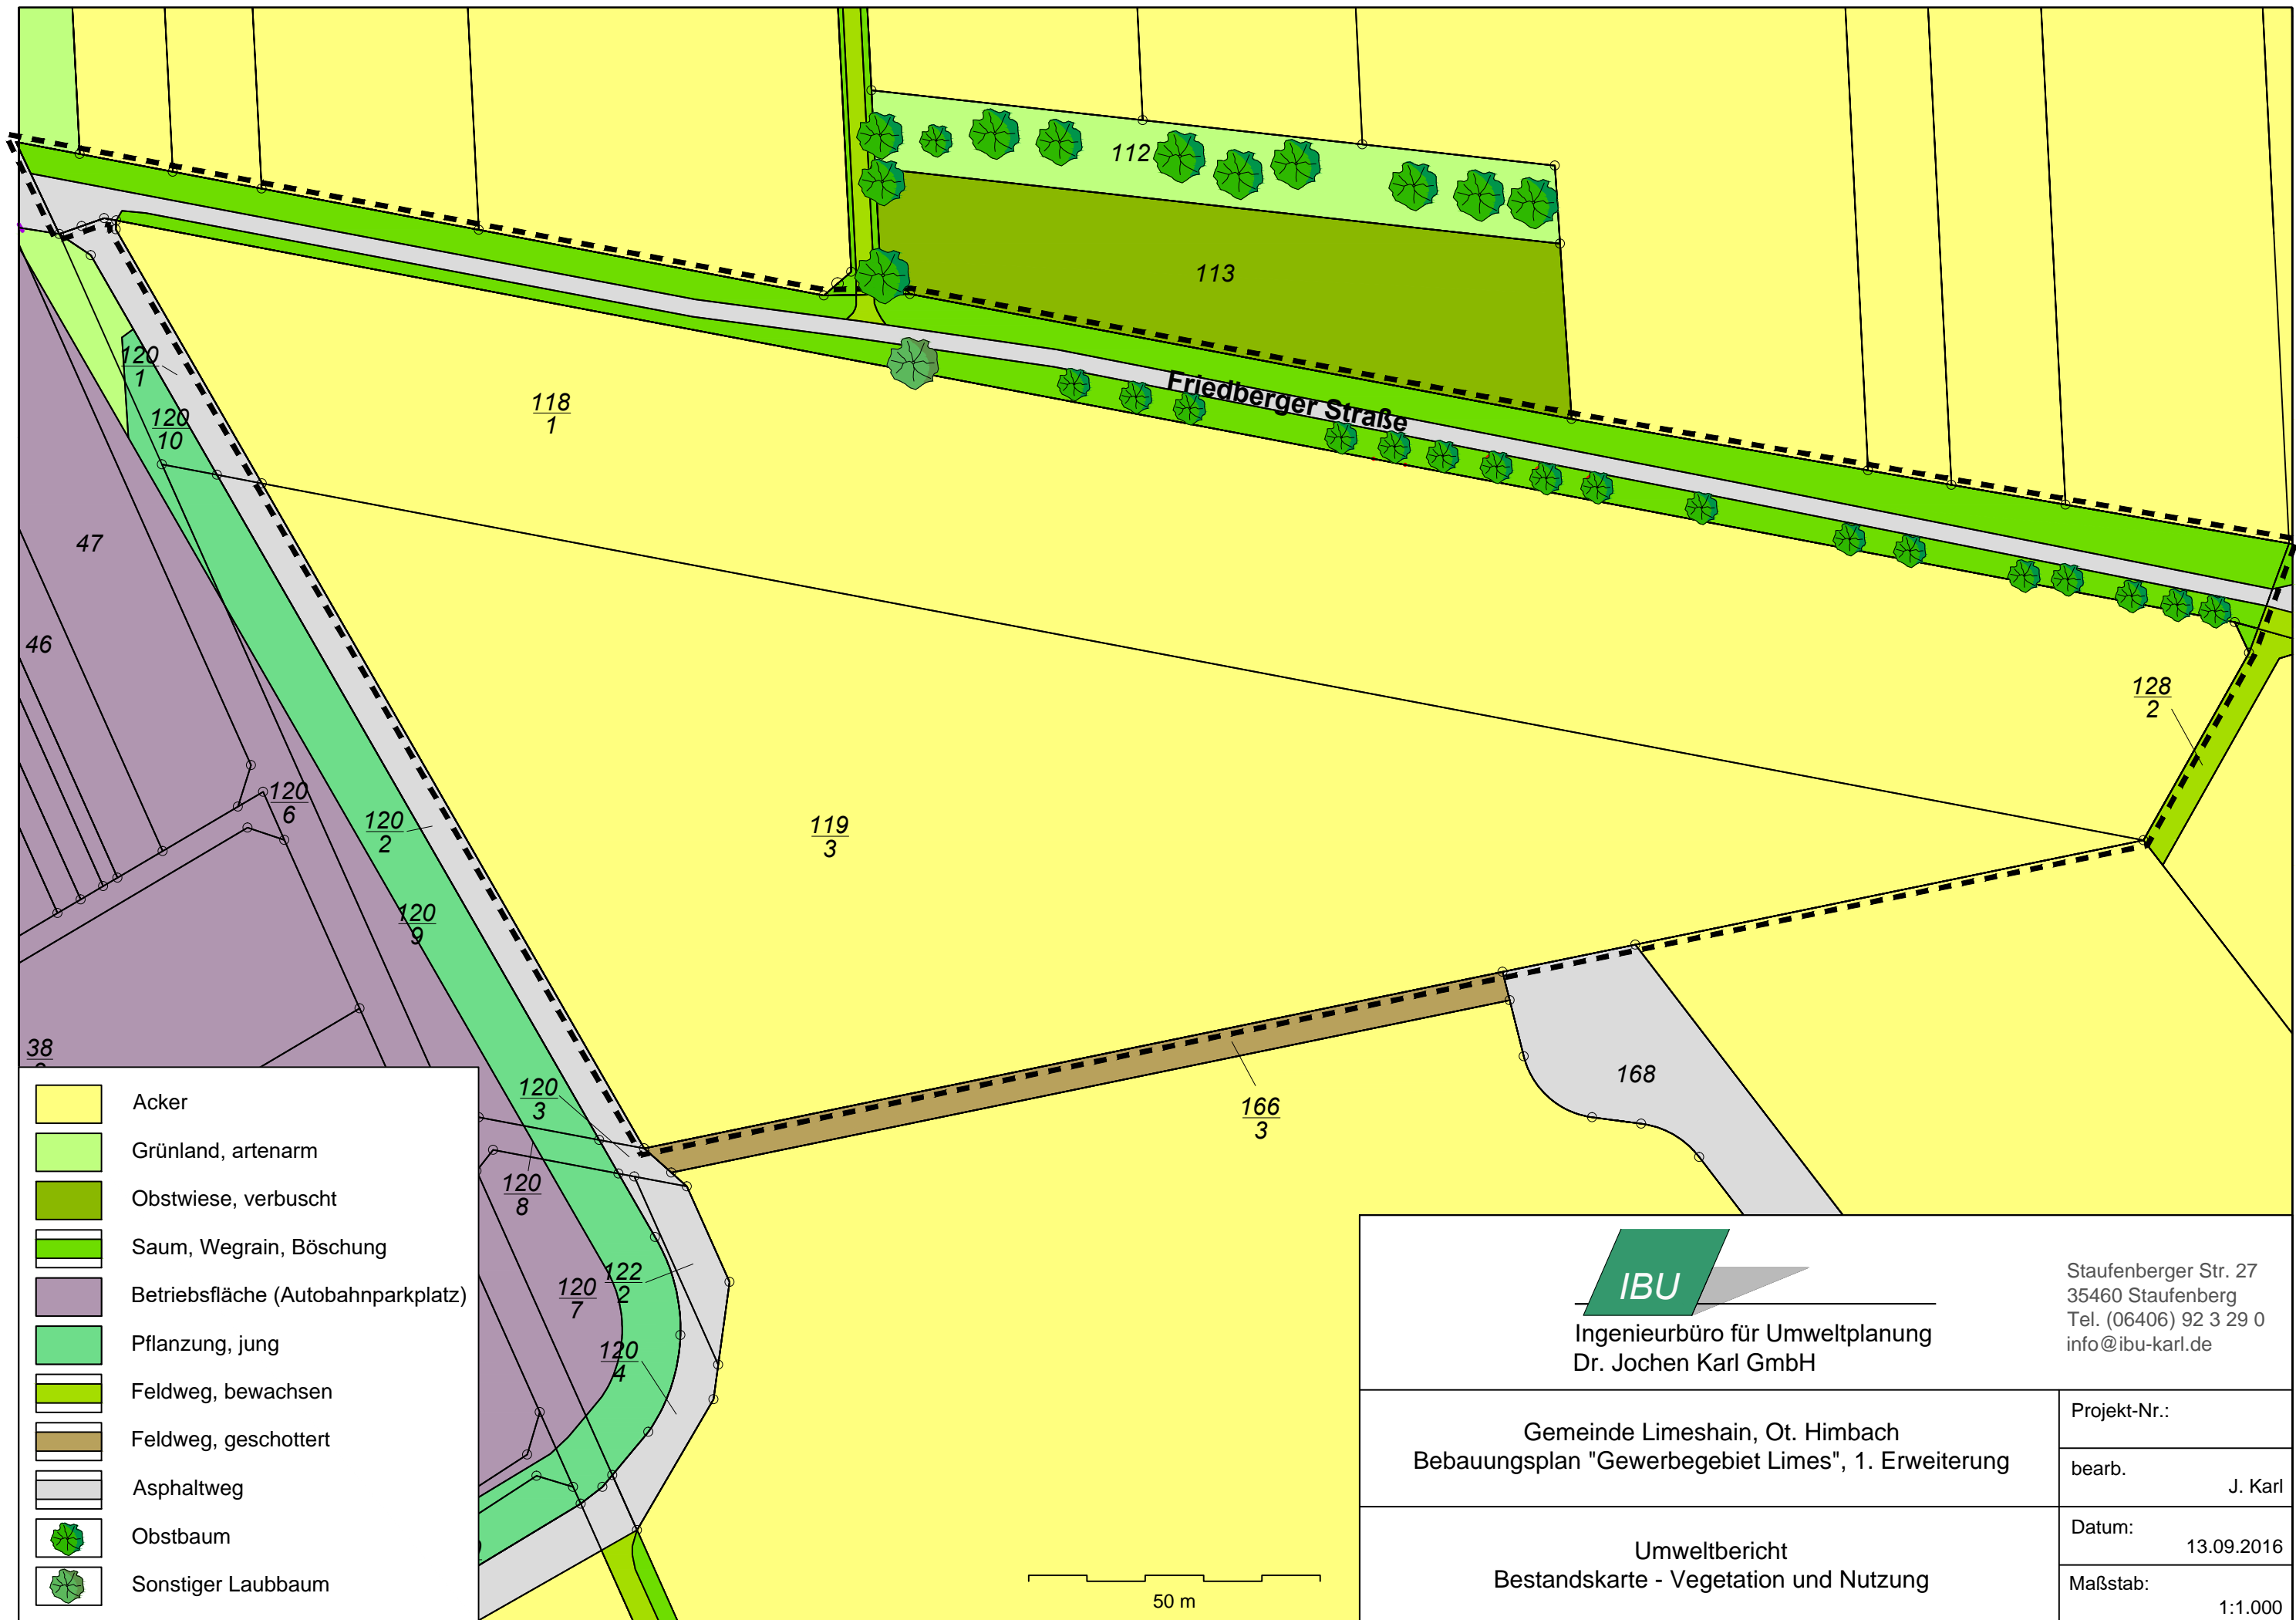 112
113
Friedberger Straße
120
1
118
1
120
10
47
46
128
2
120
6
120
2
119
3
120
9
38
120
3
166
3
168
120
8
120
7
122
2
120
4
Acker
Grünland, artenarm
Obstwiese, verbuscht
Saum, Wegrain, Böschung
Betriebsfläche (Autobahnparkplatz)
Pflanzung, jung
Feldweg, bewachsen
Feldweg, geschottert
Asphaltweg
Obstbaum
Sonstiger Laubbaum
50 m
IBU
Ingenieurbüro für Umweltplanung
Dr. Jochen Karl GmbH
Staufenberger Str. 27
35460 Staufenberg
Tel. (06406) 92 3 29 0
info@ibu-karl.de
Gemeinde Limeshain, Ot. Himbach
Bebauungsplan "Gewerbegebiet Limes", 1. Erweiterung
Projekt-Nr.:
bearb.
J. Karl
Umweltbericht
Bestandskarte - Vegetation und Nutzung
Datum:
13.09.2016
Maßstab:
1:1.000